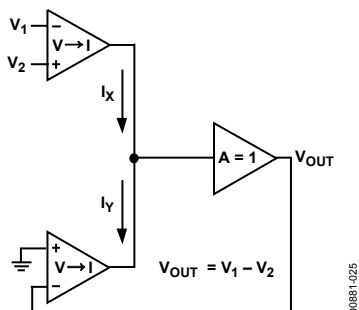 V1
−
V → I
V2
+
IX
A = 1
VOUT
IY
+
V → I
−
VOUT = V1 – V2
00881-025